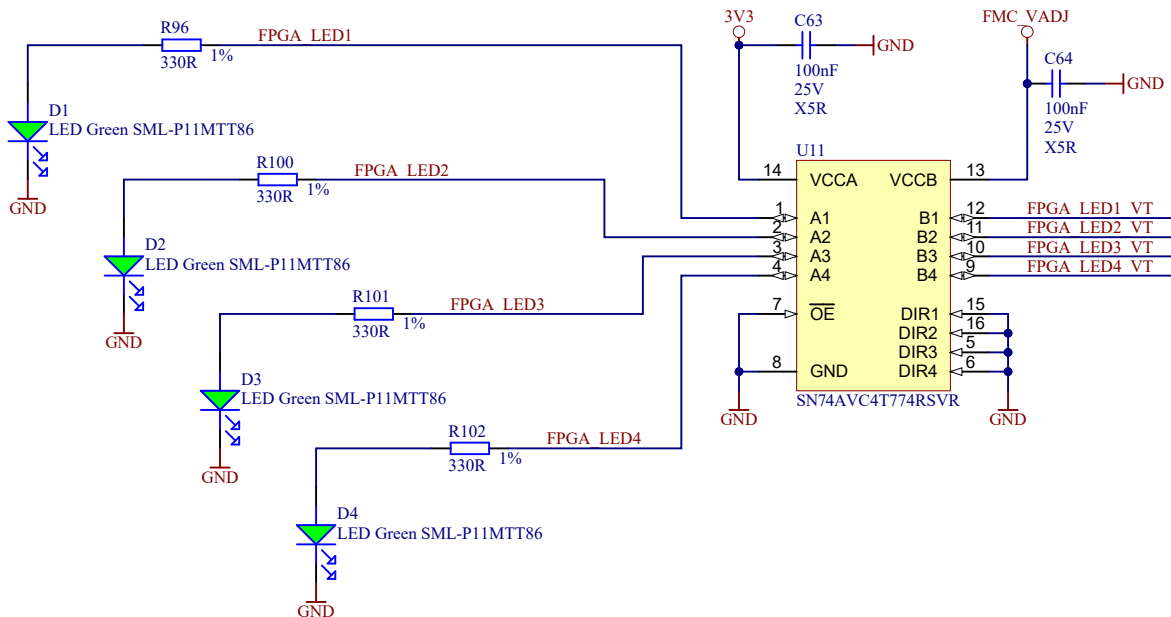 R96
FPGA_LED1
330R
1%
D1
LED Green SML-P11MTT86
GND
R100
FPGA_LED2
330R
1%
D2
LED Green SML-P11MTT86
GND
R101
FPGA_LED3
330R
1%
D3
LED Green SML-P11MTT86
GND
R102
FPGA_LED4
330R
1%
D4
LED Green SML-P11MTT86
GND
3V3
C63
GND
100nF
25V
X5R
FMC_VADJ
C64
GND
100nF
25V
X5R
U11
14 VCCA VCCB 13
1 A1 B1 12 FPGA_LED1_VT
2 A2 B2 11 FPGA_LED2_VT
3 A3 B3 10 FPGA_LED3_VT
4 A4 B4 9 FPGA_LED4_VT
7 OE DIR1 15
DIR2 16
DIR3 5
8 GND DIR4 6
SN74AVC4T774RSVR
GND
GND